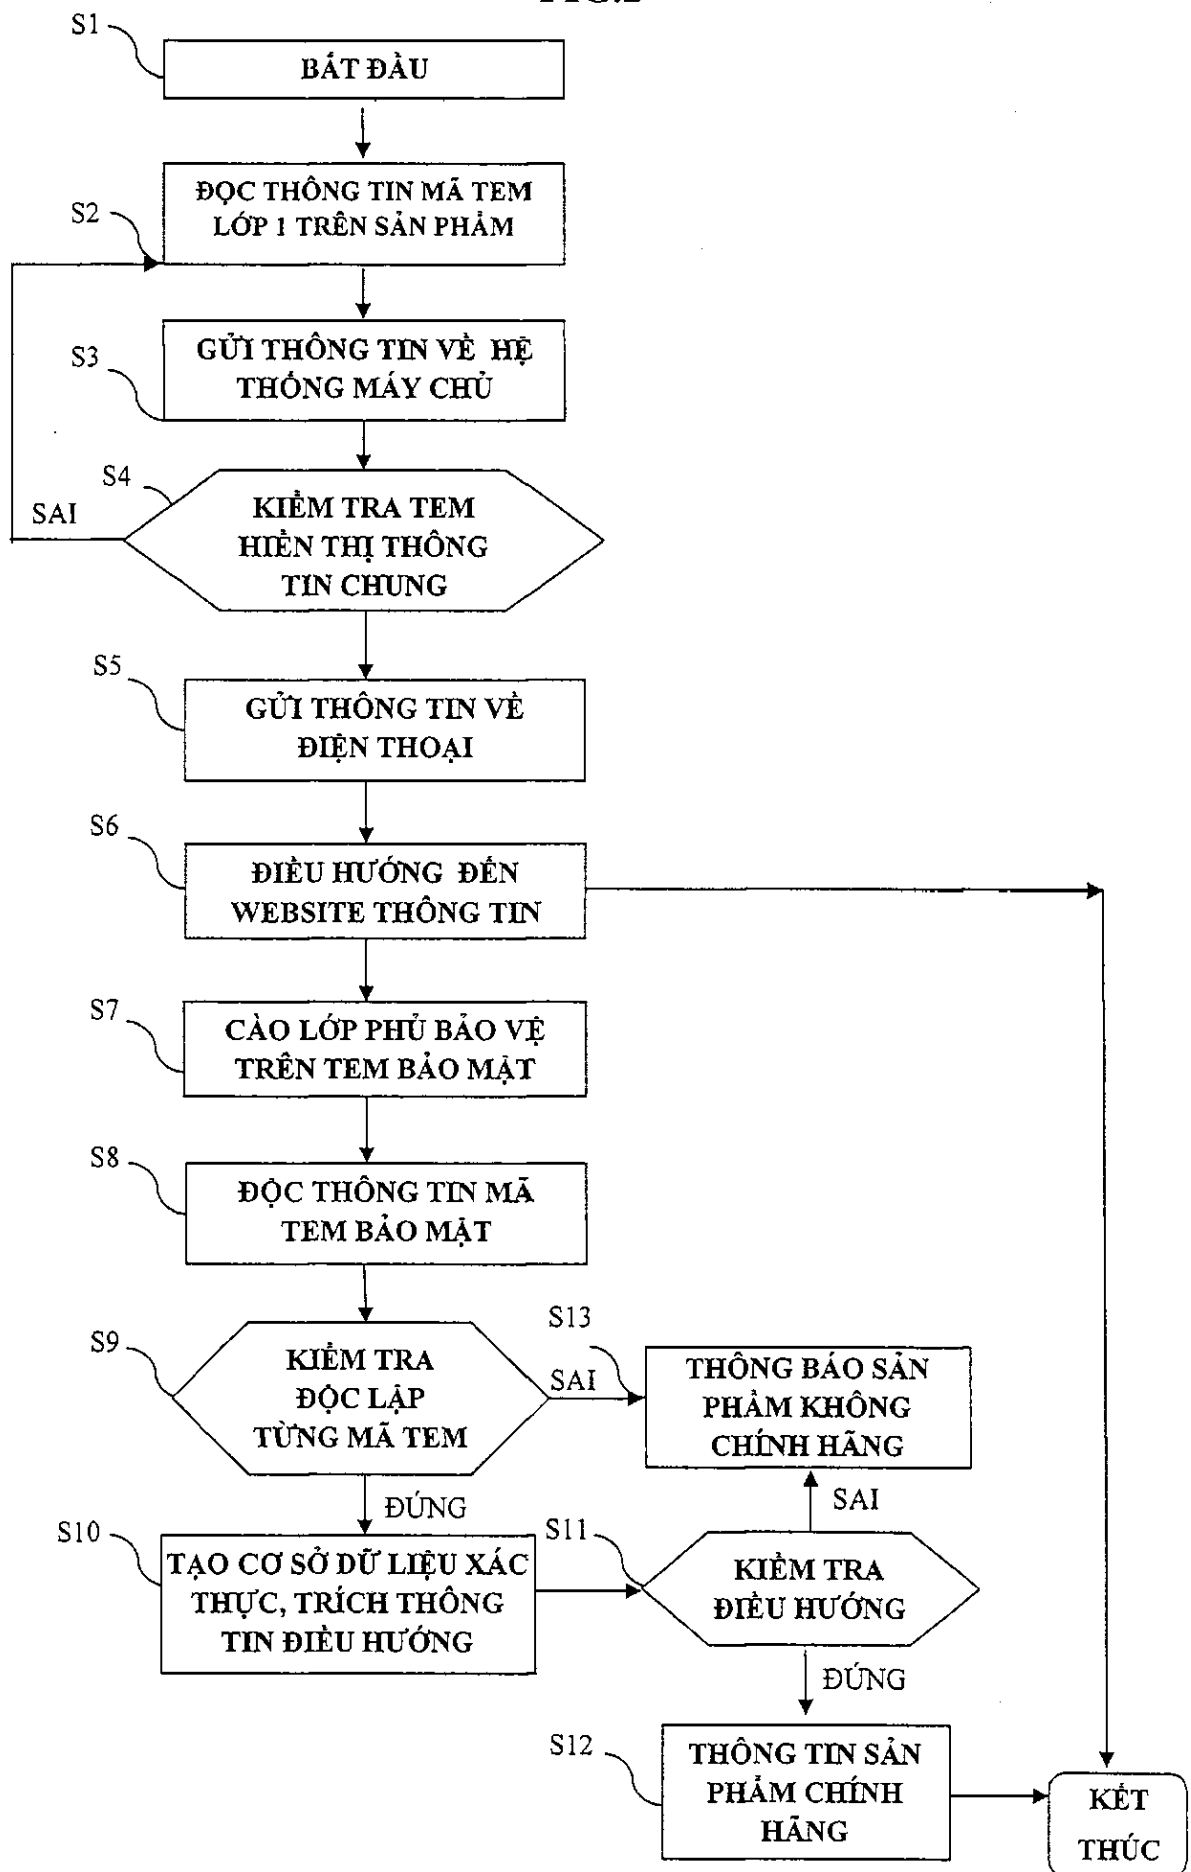 S1
BẮT ĐẦU
S2
ĐỌC THÔNG TIN MÃ TEM
LỚP 1 TRÊN SẢN PHẨM
S3
GỬI THÔNG TIN VỀ HỆ
THỐNG MÁY CHỦ
S4
SAI
KIỂM TRA TEM
HIỂN THỊ THÔNG
TIN CHUNG
S5
GỬI THÔNG TIN VỀ
ĐIỆN THOẠI
S6
ĐIỀU HƯỚNG ĐẾN
WEBSITE THÔNG TIN
S7
CÀO LỚP PHỦ BẢO VỆ
TRÊN TEM BẢO MẬT
S8
ĐỘC THÔNG TIN MÃ
TEM BẢO MẬT
S9
KIỂM TRA
ĐỘC LẬP
TỪNG MÃ TEM
SAI
S13
THÔNG BÁO SẢN
PHẨM KHÔNG
CHÍNH HÃNG
ĐÚNG
SAI
S10
TẠO CƠ SỞ DỮ LIỆU XÁC
THỰC, TRÍCH THÔNG
TIN ĐIỀU HƯỚNG
S11
KIỂM TRA
ĐIỀU HƯỚNG
ĐÚNG
S12
THÔNG TIN SẢN
PHẨM CHÍNH
HÃNG
KẾT
THÚC